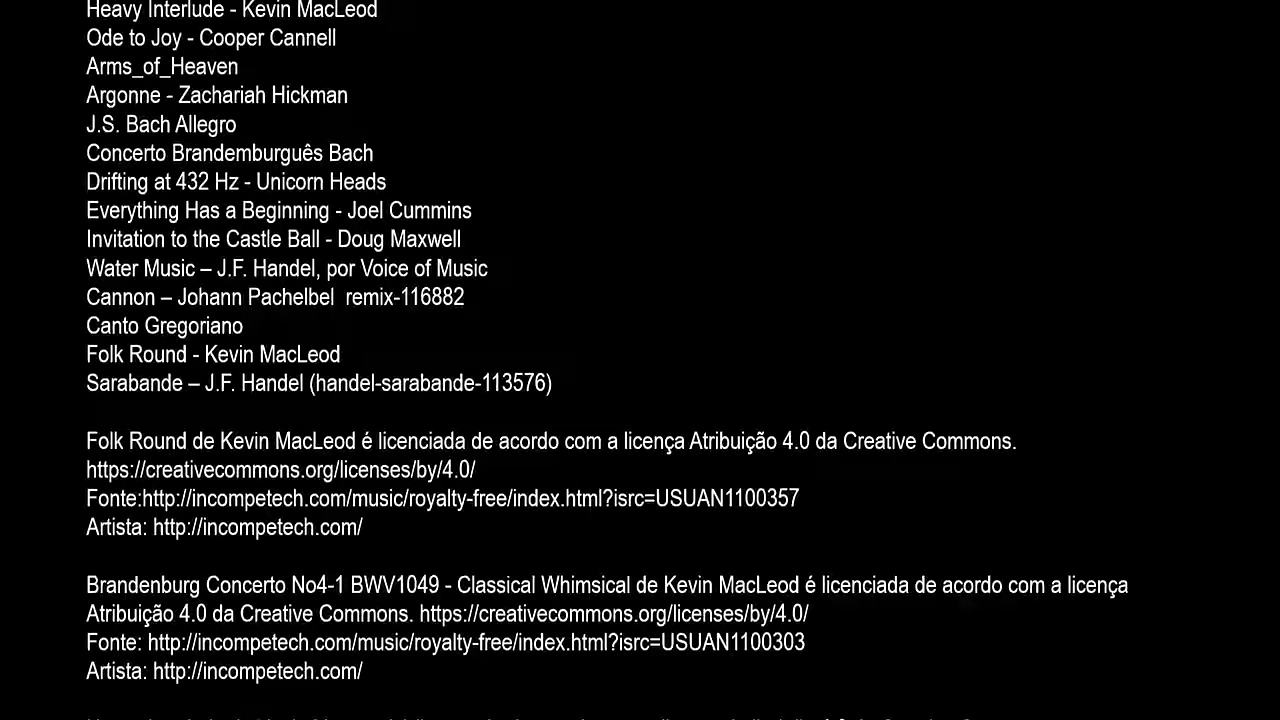 Heavy Interlude - Kevin MacLeod
Ode to Joy - Cooper Cannell
Arms_of_Heaven
Argonne - Zachariah Hickman
J.S. Bach Allegro
Concerto Brandemburguês Bach
Drifting at 432 Hz - Unicorn Heads
Everything Has a Beginning - Joel Cummins
Invitation to the Castle Ball - Doug Maxwell
Water Music – J.F. Handel, por Voice of Music
Cannon – Johann Pachelbel  remix-116882
Canto Gregoriano
Folk Round - Kevin MacLeod
Sarabande – J.F. Handel (handel-sarabande-113576)
Folk Round de Kevin MacLeod é licenciada de acordo com a licença Atribuição 4.0 da Creative Commons.
https://creativecommons.org/licenses/by/4.0/
Fonte:http://incompetech.com/music/royalty-free/index.html?isrc=USUAN1100357
Artista: http://incompetech.com/
Brandenburg Concerto No4-1 BWV1049 - Classical Whimsical de Kevin MacLeod é licenciada de acordo com a licença
Atribuição 4.0 da Creative Commons. https://creativecommons.org/licenses/by/4.0/
Fonte: http://incompetech.com/music/royalty-free/index.html?isrc=USUAN1100303
Artista: http://incompetech.com/